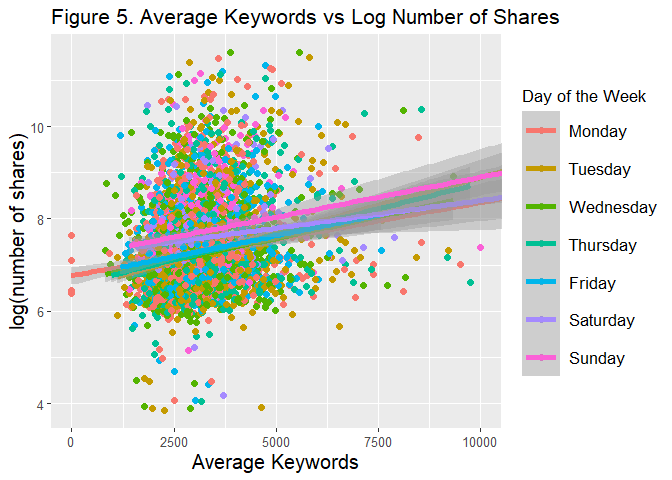 Figure 5. Average Keywords vs Log Number of Shares
log(number of shares)
10
8
6
4
0
2500
5000
7500
10000
Average Keywords
Day of the Week
Monday
Tuesday
Wednesday
Thursday
Friday
Saturday
Sunday